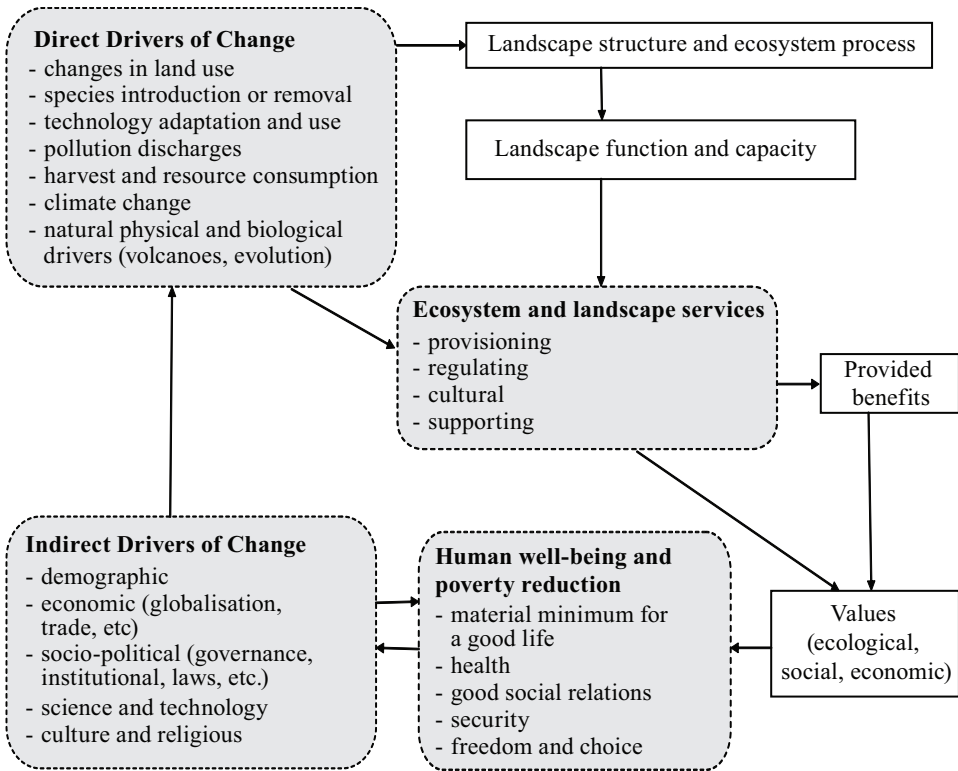 Direct Drivers of Change
- changes in land use
- species introduction or removal
- technology adaptation and use
- pollution discharges
- harvest and resource consumption
- climate change
- natural physical and biological
drivers (volcanoes, evolution)
Landscape structure and ecosystem process
Landscape function and capacity
Ecosystem and landscape services
- provisioning
- regulating
- cultural
- supporting
Provided
benefits
Indirect Drivers of Change
- demographic
- economic (globalisation,
trade, etc)
- socio-political (governance,
institutional, laws, etc.)
- science and technology
- culture and religious
Human well-being and
poverty reduction
- material minimum for
a good life
- health
- good social relations
- security
- freedom and choice
Values
(ecological,
social, economic)